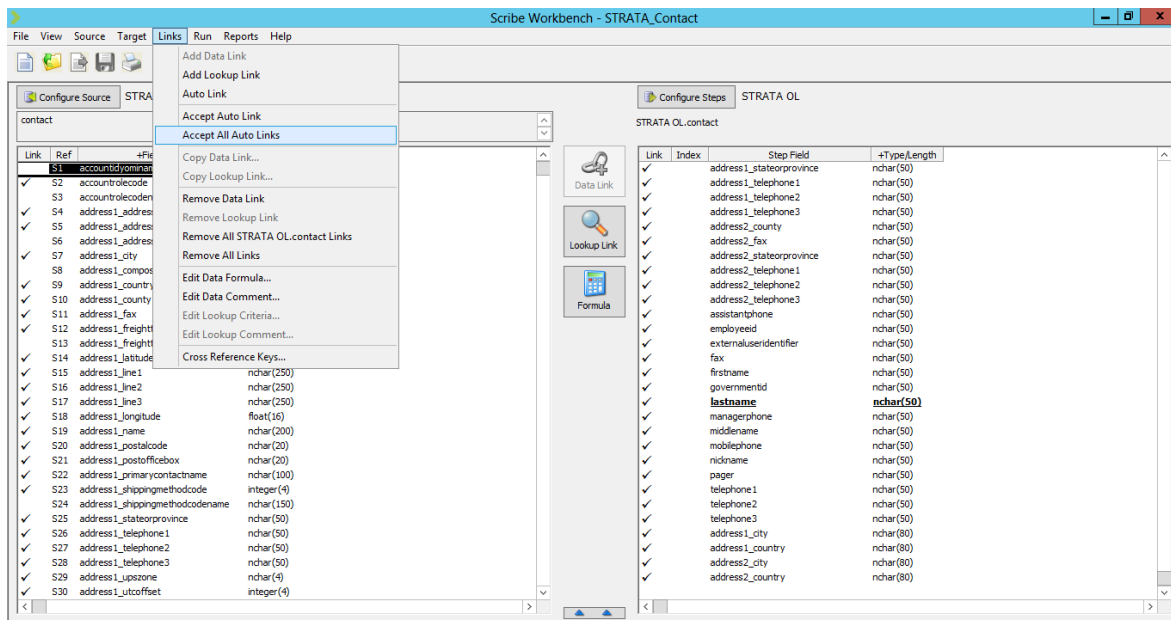 Scribe Workbench - STRATA_Contact
File View Source Target Links Run Reports Help
Add Data Link
Add Lookup Link
Auto Link
Accept Auto Link
Accept All Auto Links
Copy Data Link...
Copy Lookup Link...
Remove Data Link
Remove Lookup Link
Remove All STRATA OL.contact Links
Remove All Links
Edit Data Formula...
Edit Data Comment...
Edit Lookup Criteria...
Edit Lookup Comment...
Cross Reference Keys...
Configure Source STRA
contact
Link Ref +Fie
S1 accountidyominam
S2 accountrolecode
S3 accountrolecoden
S4 address1_address
S5 address1_address
S6 address1_address
S7 address1_city
S8 address1_compos
S9 address1_country
S10 address1_county
S11 address1_fax
S12 address1_freightt
S13 address1_freightt
S14 address1_latitude
S15 address1_line1 nchar(250)
S16 address1_line2 nchar(250)
S17 address1_line3 nchar(250)
S18 address1_longitude float(16)
S19 address1_name nchar(200)
S20 address1_postalcode nchar(20)
S21 address1_postofficebox nchar(20)
S22 address1_primarycontactname nchar(100)
S23 address1_shippingmethodcode integer(4)
S24 address1_shippingmethodcodename nchar(150)
S25 address1_stateorprovince nchar(50)
S26 address1_telephone1 nchar(50)
S27 address1_telephone2 nchar(50)
S28 address1_telephone3 nchar(50)
S29 address1_upszone nchar(4)
S30 address1_utcoffset integer(4)
Data Link
Lookup Link
Formula
Configure Steps STRATA OL
STRATA OL.contact
Link Index Step Field +Type/Length
address1_stateorprovince nchar(50)
address1_telephone1 nchar(50)
address1_telephone2 nchar(50)
address1_telephone3 nchar(50)
address2_county nchar(50)
address2_fax nchar(50)
address2_stateorprovince nchar(50)
address2_telephone1 nchar(50)
address2_telephone2 nchar(50)
address2_telephone3 nchar(50)
assistantphone nchar(50)
employeeid nchar(50)
externaluseridentifier nchar(50)
fax nchar(50)
firstname nchar(50)
governmentid nchar(50)
lastname nchar(50)
managerphone nchar(50)
middlename nchar(50)
mobilephone nchar(50)
nickname nchar(50)
pager nchar(50)
telephone1 nchar(50)
telephone2 nchar(50)
telephone3 nchar(50)
address1_city nchar(80)
address1_country nchar(80)
address2_city nchar(80)
address2_country nchar(80)